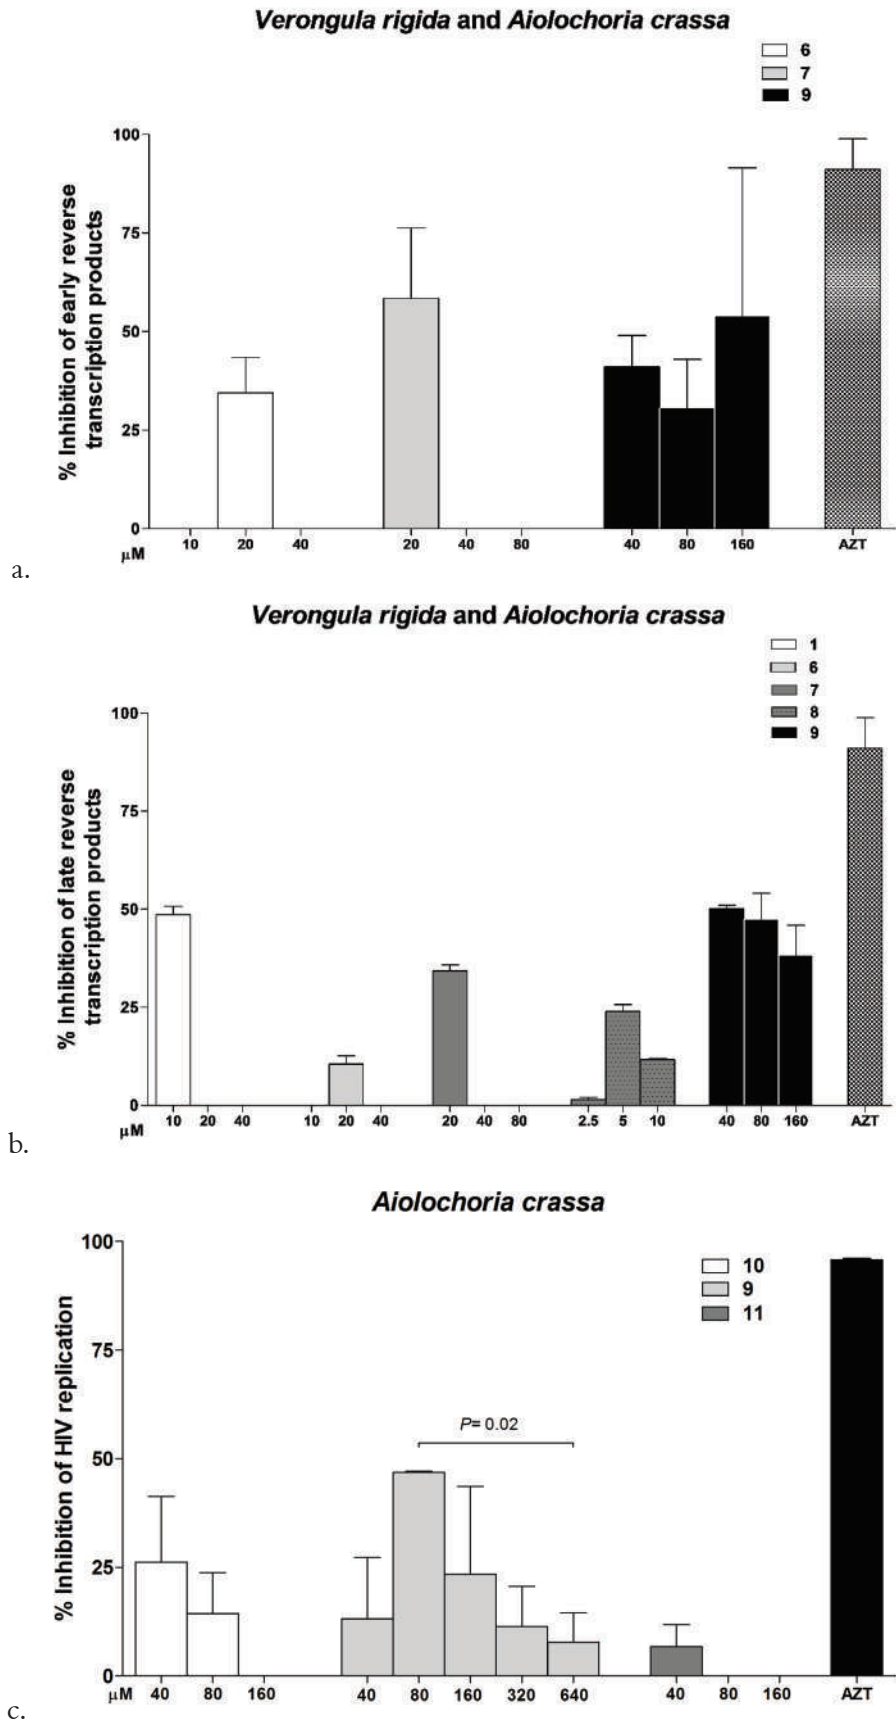 Verongula rigida and Aiolochoria crassa
6
7
9
% Inhibition of early reverse
transcription products
100
75
50
25
0
μM
10 20 40 20 40 80 40 80 160 AZT
a.
Verongula rigida and Aiolochoria crassa
1
6
7
8
9
% Inhibition of late reverse
transcription products
100
75
50
25
0
μM
10 20 40 10 20 40 20 40 80 2.5 5 10 40 80 160 AZT
b.
Aiolochoria crassa
10
9
11
% Inhibition of HIV replication
100
75
50
25
0
P= 0.02
μM 40 80 160 40 80 160 320 640 40 80 160 AZT
c.